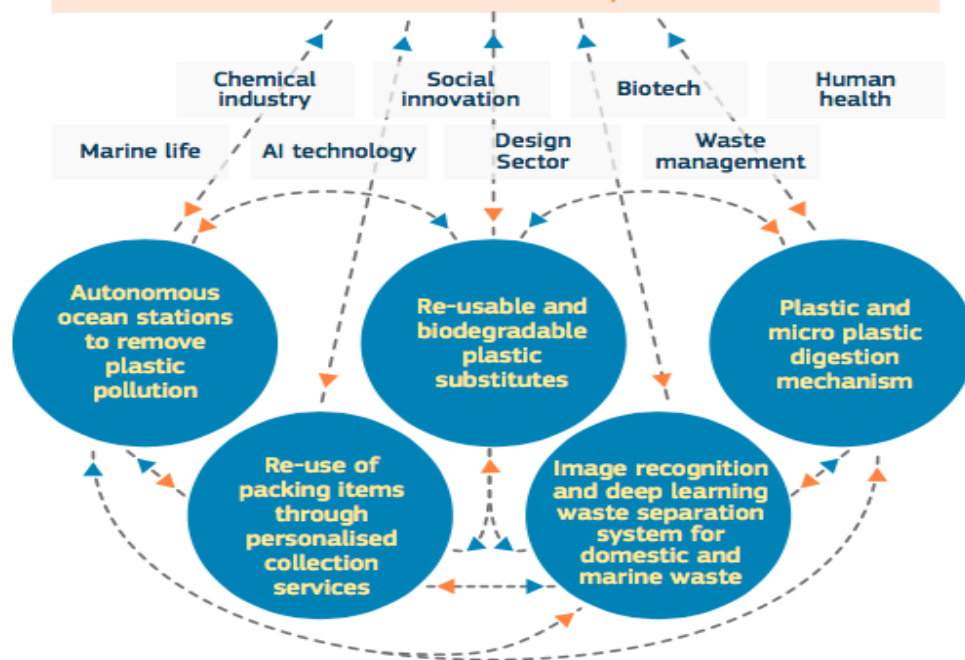 Chemical
industry
Social
innovation
Biotech
Human
health
Marine life
AI technology
Design
Sector
Waste
management
Autonomous
ocean stations
to remove
plastic
pollution
Re-usable and
biodegradable
plastic
substitutes
Plastic and
micro plastic
digestion
mechanism
Re-use of
packing items
through
personalised
collection
services
Image recognition
and deep learning
waste separation
system for
domestic and
marine waste